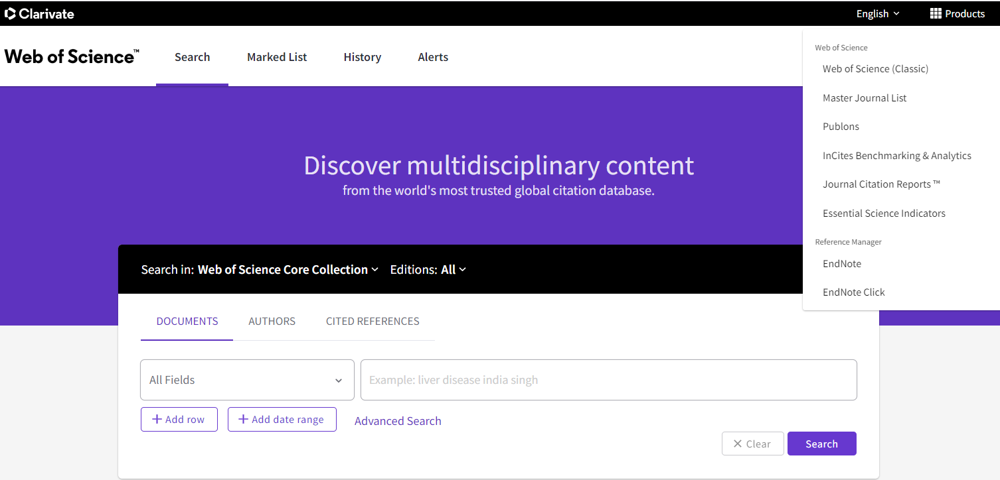 Clarivate
English
Products
Web of Science™
Search
Marked List
History
Alerts
Web of Science
Web of Science (Classic)
Master Journal List
Publons
InCites Benchmarking & Analytics
Journal Citation Reports ™
Essential Science Indicators
Reference Manager
EndNote
EndNote Click
Discover multidisciplinary content
from the world's most trusted global citation database.
Search in: Web of Science Core Collection Editions: All
DOCUMENTS
AUTHORS
CITED REFERENCES
All Fields
Example: liver disease india singh
+ Add row
+ Add date range
Advanced Search
× Clear
Search